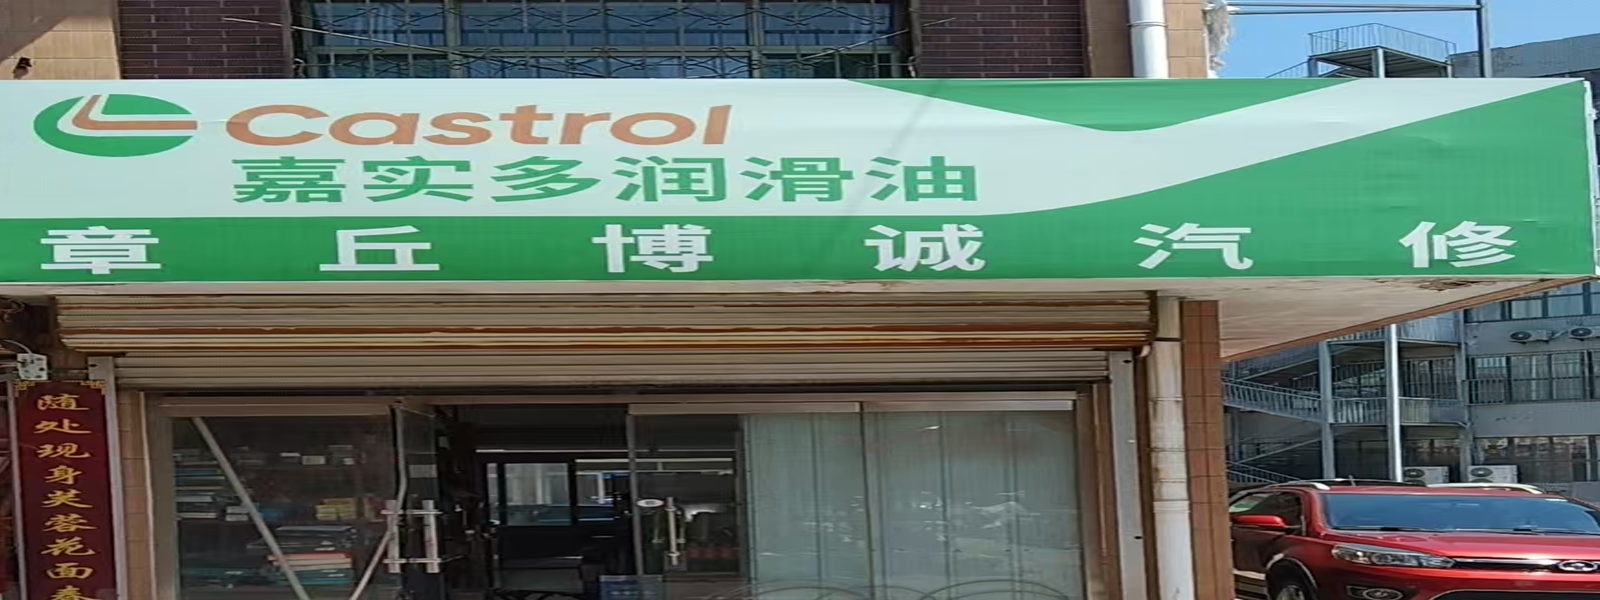 Castrol
嘉实多润滑油
章丘博诚汽修
随处现身芙蓉花面春